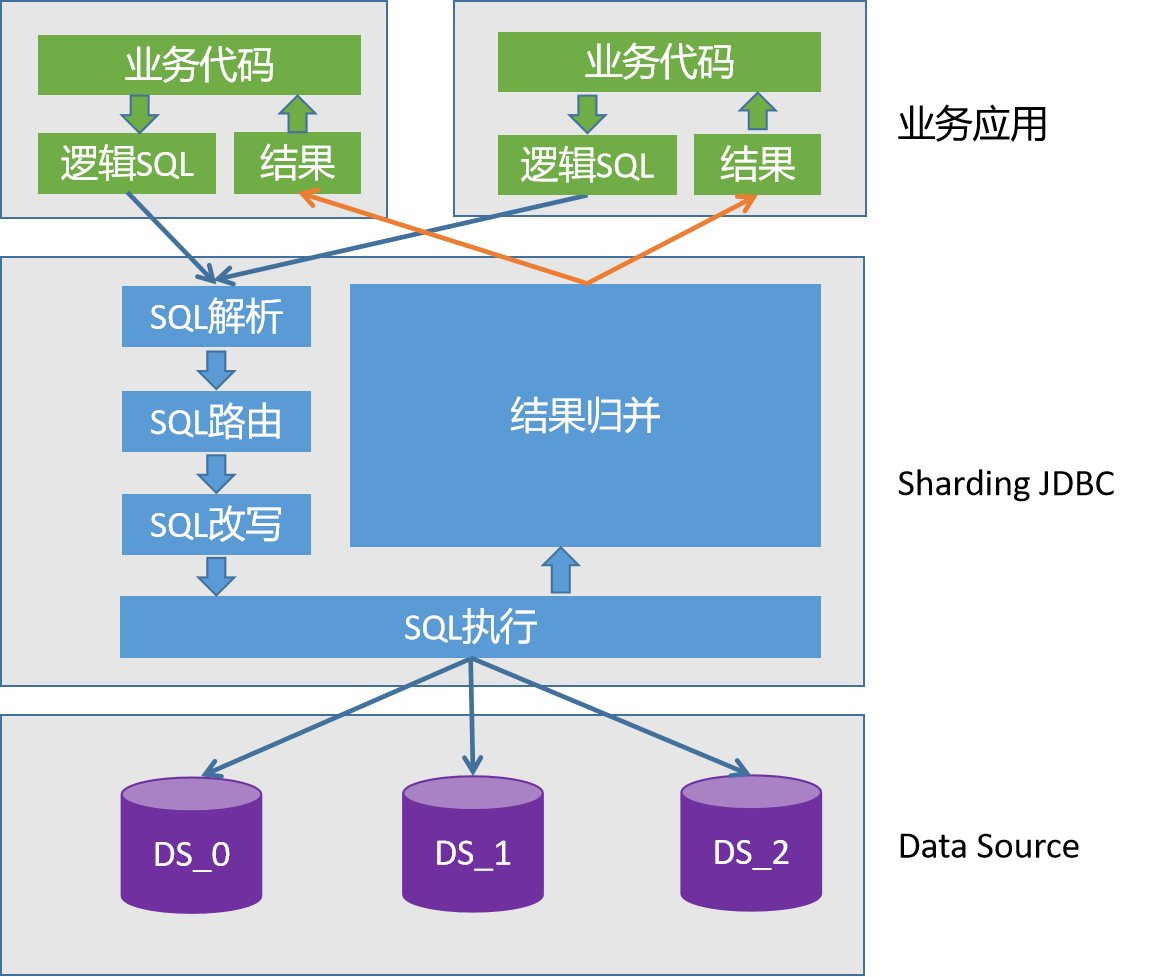 业务代码
逻辑SQL
结果
业务代码
逻辑SQL
结果
业务应用
SQL解析
SQL路由
SQL改写
结果归并
SQL执行
Sharding JDBC
DS_0
DS_1
DS_2
Data Source